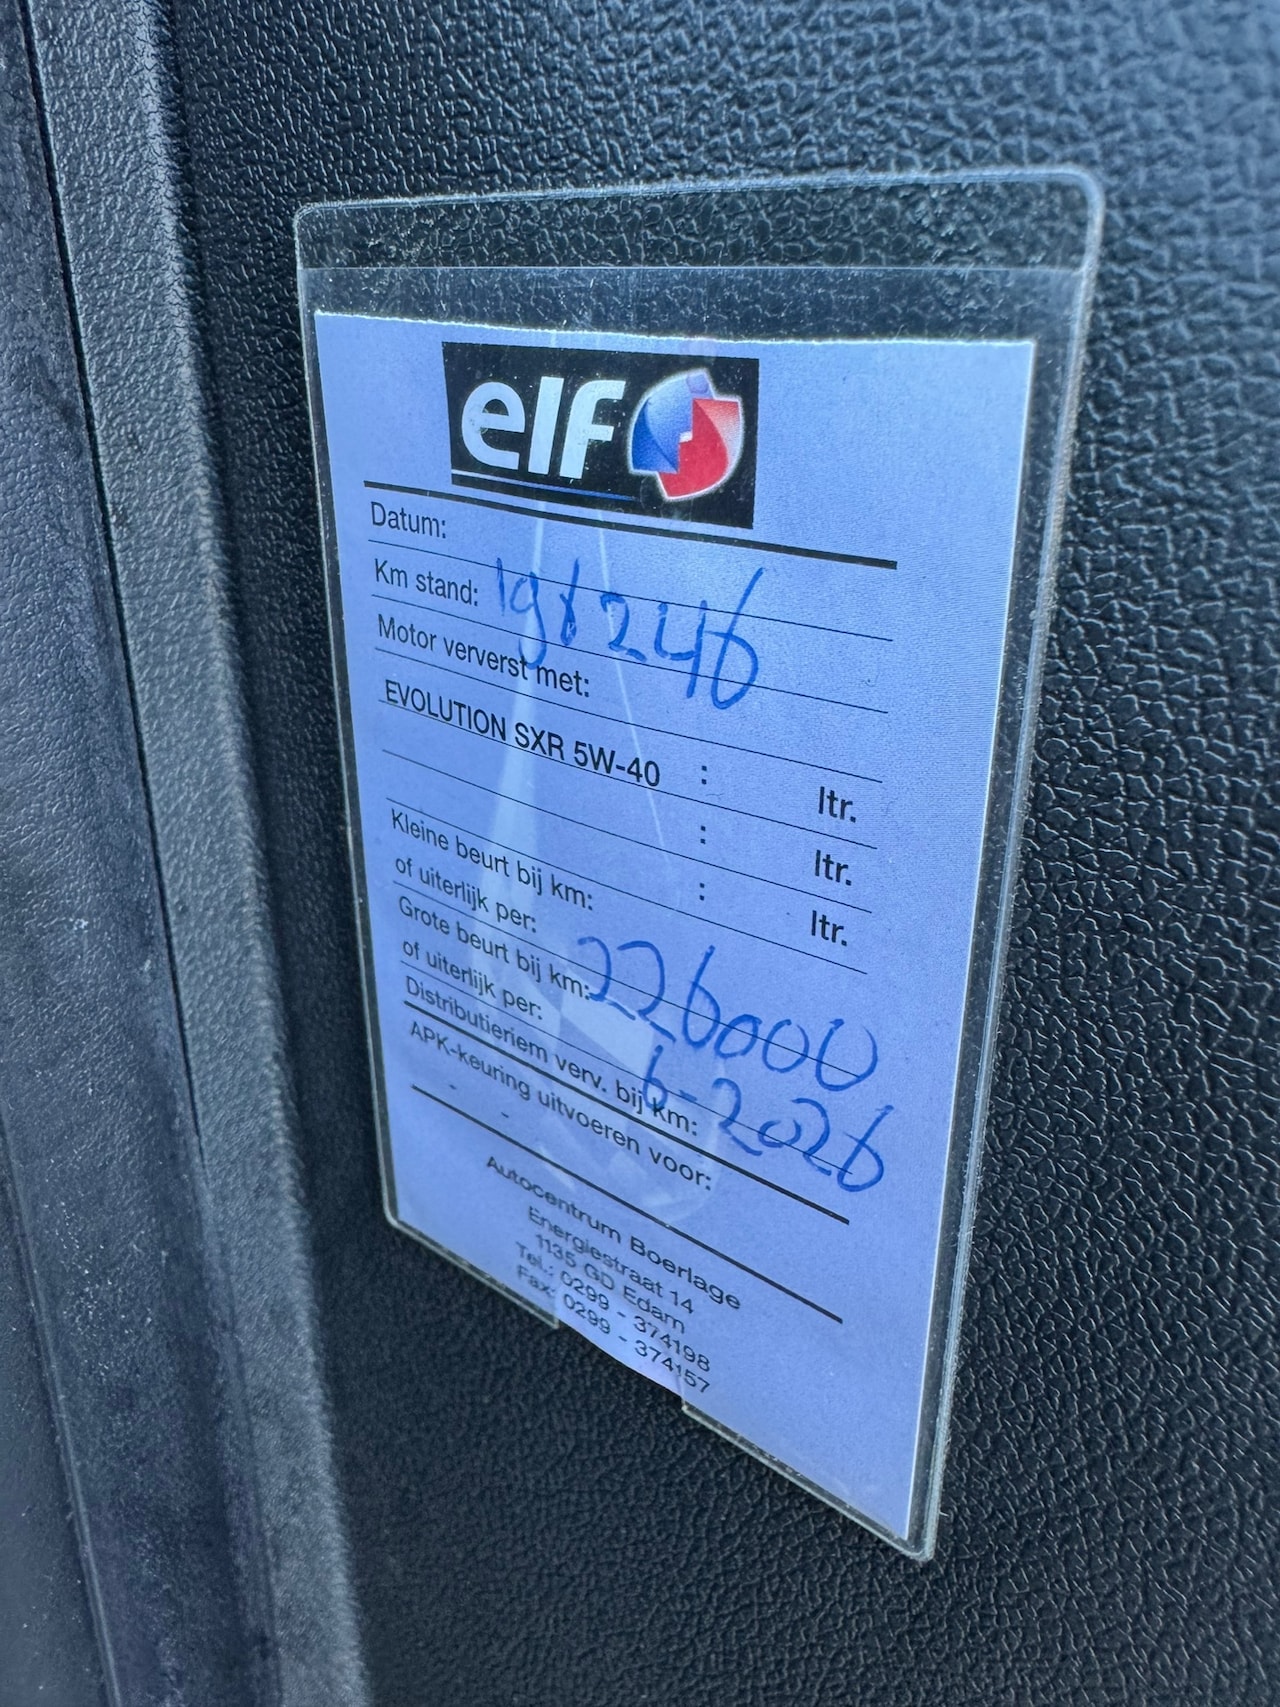 elf
Datum:
Km stand: 198246
Motor ververst met:
EVOLUTION SXR 5W-40 : ltr.
: ltr.
: ltr.
Kleine beurt bij km:
of uiterlijk per:
Grote beurt bij km: 226000
of uiterlijk per: 6-2026
Distributieriem verv. bij km:
APK-keuring uitvoeren voor:
- -
Autocentrum Boerlage
Energiestraat 14
1135 GD Edam
Tel.: 0299 - 374198
Fax: 0299 - 374157